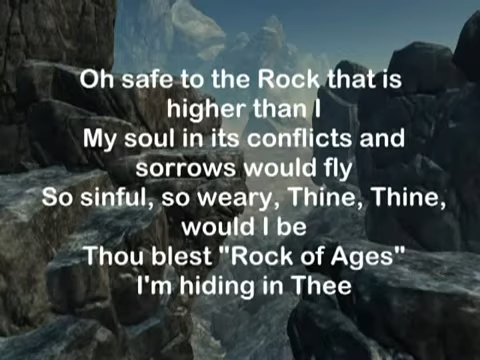 Oh safe to the Rock that is
higher than I
My soul in its conflicts and
sorrows would fly
So sinful, so weary, Thine, Thine,
would I be
Thou blest "Rock of Ages"
I'm hiding in Thee